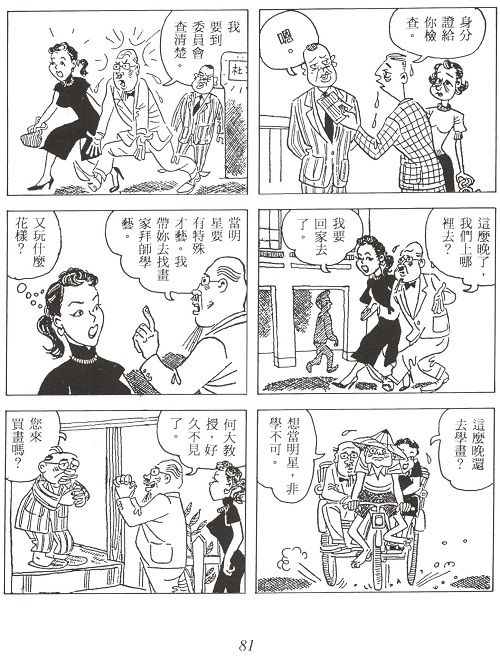 身分
證給
你檢
查。
嗯。
我
要到
委員會
查清楚。
社
這麼晚了，
我們上哪
裡去？
我要
回家去
了。
當明
星要
有特殊
才藝。我
帶妳去找畫
家拜師學
藝。
又玩什麼
花樣？
這麼晚還
去學畫？
想當明星，非
學不可。
何大教
授，好
久不見
了。
您來
買畫嗎？
81